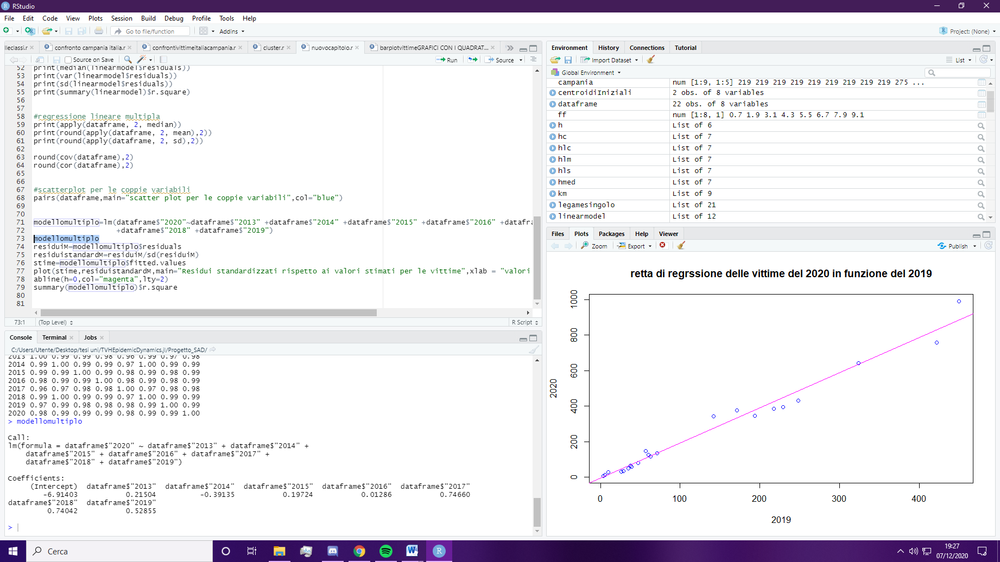 RStudio
File Edit Code View Plots Session Build Debug Profile Tools Help
Go to file/function Addins Project: (None)
lleclassi.r confronto campania italia.r confrontivittimeitaliacampania.r cluster.r nuovocapitolo.r barplotvittimeGRAFICI CON I QUADRAT...
Source on Save Run Source
52 print(median(linearmodel$residuals))
53 print(var(linearmodel$residuals))
54 print(sd(linearmodel$residuals))
55 print(summary(linearmodel)$r.square)
56
57
58 #regressione lineare multipla
59 print(apply(dataframe, 2, median))
60 print(round(apply(dataframe, 2, mean),2))
61 print(round(apply(dataframe, 2, sd),2))
62
63 round(cov(dataframe),2)
64 round(cor(dataframe),2)
65
66
67 #scatterplot per le coppie variabili
68 pairs(dataframe,main="scatter plot per le coppie variabili",col="blue")
69
70
71 modellomultiplo=lm(dataframe$"2020"~dataframe$"2013" +dataframe$"2014" +dataframe$"2015" +dataframe$"2016" +datafra
72 +dataframe$"2018" +dataframe$"2019")
73 modellomultiplo
74 residuiM=modellomultiplo$residuals
75 residuistandardM=residuiM/sd(residuiM)
76 stime=modellomultiplo$fitted.values
77 plot(stime,residuistandardM,main="Residui standardizzati rispetto ai valori stimati per le vittime",xlab = "valori
78 abline(h=0,col="magenta",lty=2)
79 summary(modellomultiplo)$r.square
80
81
73:1 (Top Level) R Script
Console Terminal Jobs
C:/Users/Utente/Desktop/tesi uni/TVHEpidemicDynamics.jl/Progetto_SAD/
2013 1.00 0.99 0.99 0.98 0.96 0.99 0.97 0.98
2014 0.99 1.00 0.99 0.99 0.97 1.00 0.99 0.99
2015 0.99 0.99 1.00 0.99 0.98 0.99 0.98 0.99
2016 0.98 0.99 0.99 1.00 0.98 0.99 0.98 0.99
2017 0.96 0.97 0.98 0.98 1.00 0.97 0.98 0.98
2018 0.99 1.00 0.99 0.99 0.97 1.00 0.99 0.99
2019 0.97 0.99 0.98 0.98 0.98 0.99 1.00 0.99
2020 0.98 0.99 0.99 0.99 0.98 0.99 0.99 1.00
> modellomultiplo
Call:
lm(formula = dataframe$"2020" ~ dataframe$"2013" + dataframe$"2014" +
dataframe$"2015" + dataframe$"2016" + dataframe$"2017" +
dataframe$"2018" + dataframe$"2019")
Coefficients:
(Intercept) dataframe$"2013" dataframe$"2014" dataframe$"2015" dataframe$"2016" dataframe$"2017"
-6.91403 0.21504 -0.39135 0.19724 0.01286 0.74660
dataframe$"2018" dataframe$"2019"
0.74042 0.52855
>
Environment History Connections Tutorial
Import Dataset List
Global Environment
campania num [1:9, 1:5] 219 219 219 219 219 219 219 219 219 275 ...
centroidiIniziali 2 obs. of 8 variables
dataframe 22 obs. of 8 variables
ff num [1:8, 1] 0.7 1.9 3.1 4.3 5.5 6.7 7.9 9.1
h List of 6
hc List of 7
hlc List of 7
hlm List of 7
hls List of 7
hmed List of 7
km List of 9
legamesingolo List of 21
linearmodel List of 12
Files Plots Packages Help Viewer
Zoom Export Publish
retta di regrssione delle vittime del 2020 in funzione del 2019
1000
800
600
400
200
0
2020
0 100 200 300 400
2019
Cerca
19:27
07/12/2020